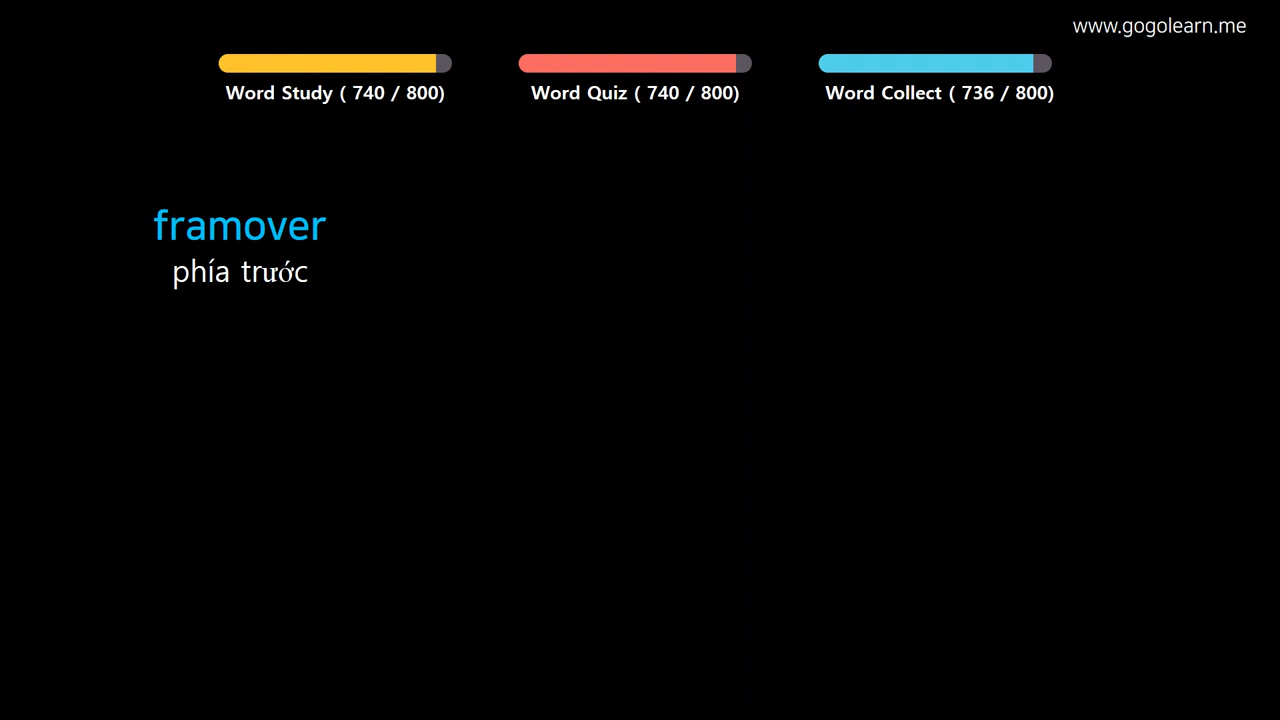 www.gogolearn.me
Word Study ( 740 / 800)
Word Quiz ( 740 / 800)
Word Collect ( 736 / 800)
framover
phía trước